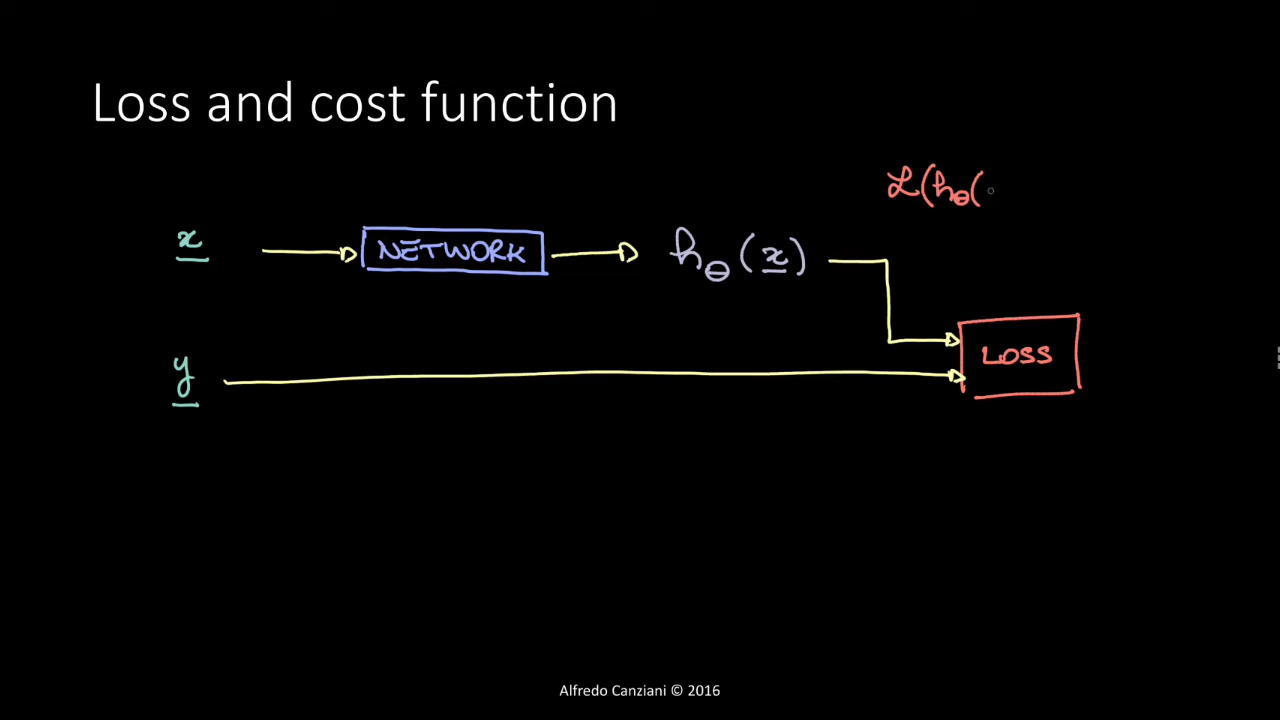 Loss and cost function
ℒ(h_Θ(
x NETWORK h_Θ(x)
LOSS
y
Alfredo Canziani © 2016